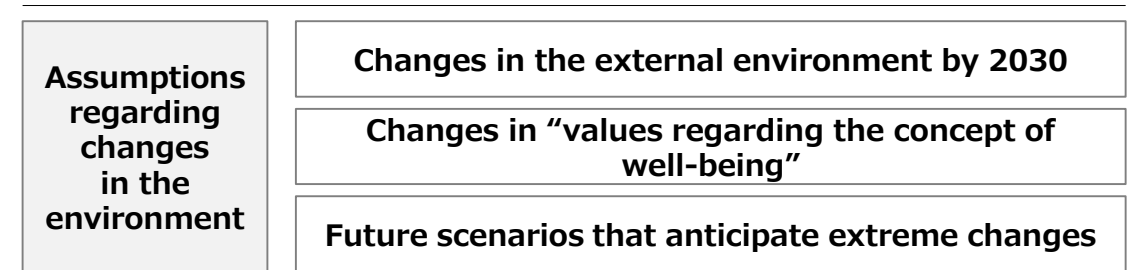 Assumptions
regarding
changes
in the
environment
Changes in the external environment by 2030
Changes in “values regarding the concept of
well-being”
Future scenarios that anticipate extreme changes